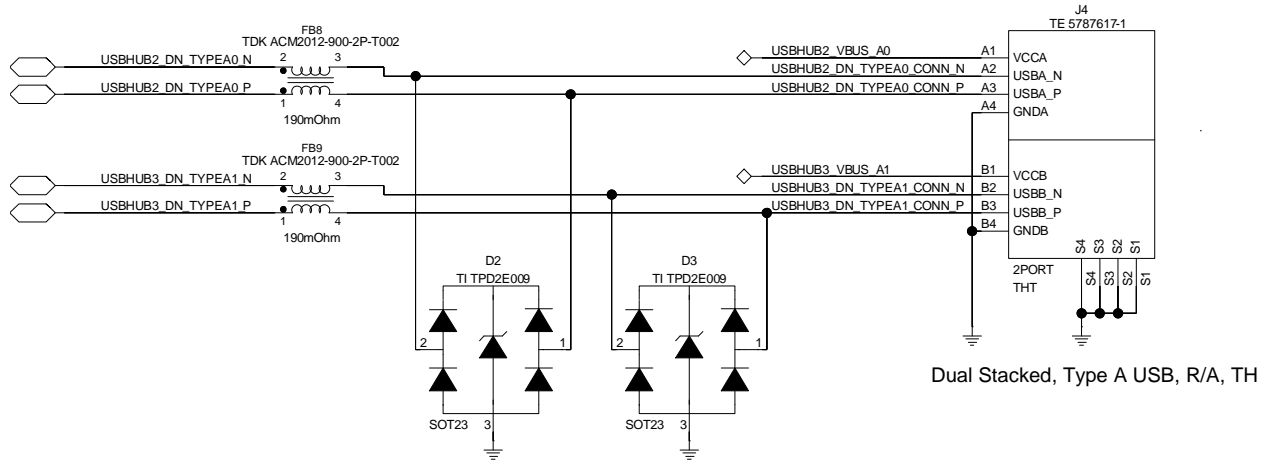 FB8
TDK ACM2012-900-2P-T002
USBHUB2_DN_TYPEA0_N
2
3
USBHUB2_DN_TYPEA0_P
1
4
190mOhm
FB9
TDK ACM2012-900-2P-T002
USBHUB3_DN_TYPEA1_N
2
3
USBHUB3_DN_TYPEA1_P
1
4
190mOhm
J4
TE 5787617-1
USBHUB2_VBUS_A0
A1
VCCA
USBHUB2_DN_TYPEA0_CONN_N
A2
USBA_N
USBHUB2_DN_TYPEA0_CONN_P
A3
USBA_P
A4
GNDA
USBHUB3_VBUS_A1
B1
VCCB
USBHUB3_DN_TYPEA1_CONN_N
B2
USBB_N
USBHUB3_DN_TYPEA1_CONN_P
B3
USBB_P
B4
GNDB
S4
S3
S2
S1
2PORT
THT
S4
S3
S2
S1
D2
TI TPD2E009
2
1
SOT23
3
D3
TI TPD2E009
2
1
SOT23
3
Dual Stacked, Type A USB, R/A, TH